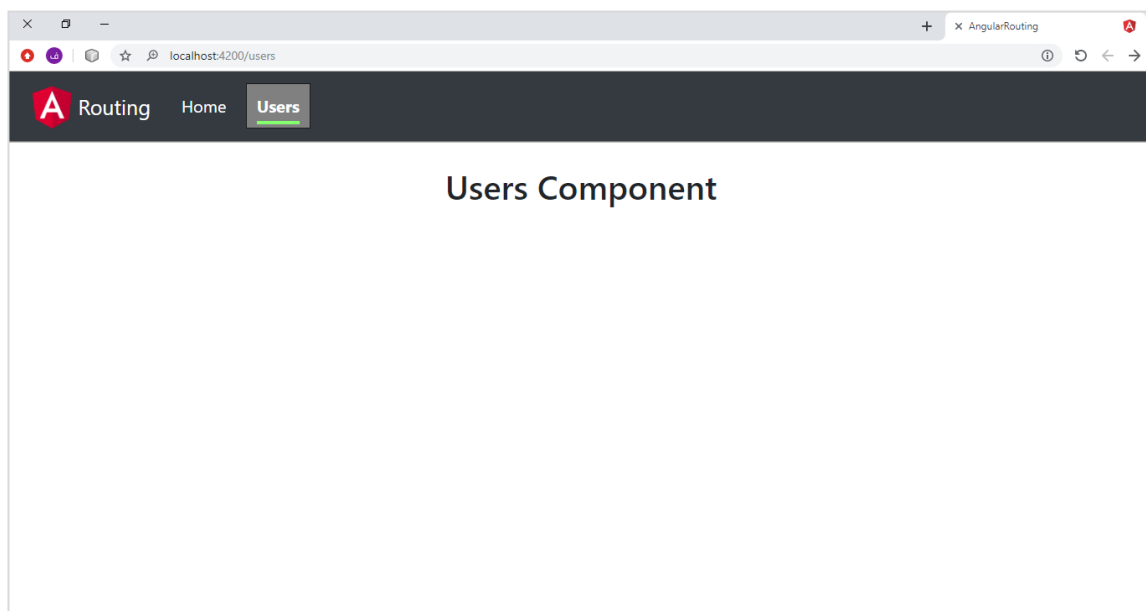 AngularRouting
ف
localhost:4200/users
A Routing Home Users
Users Component